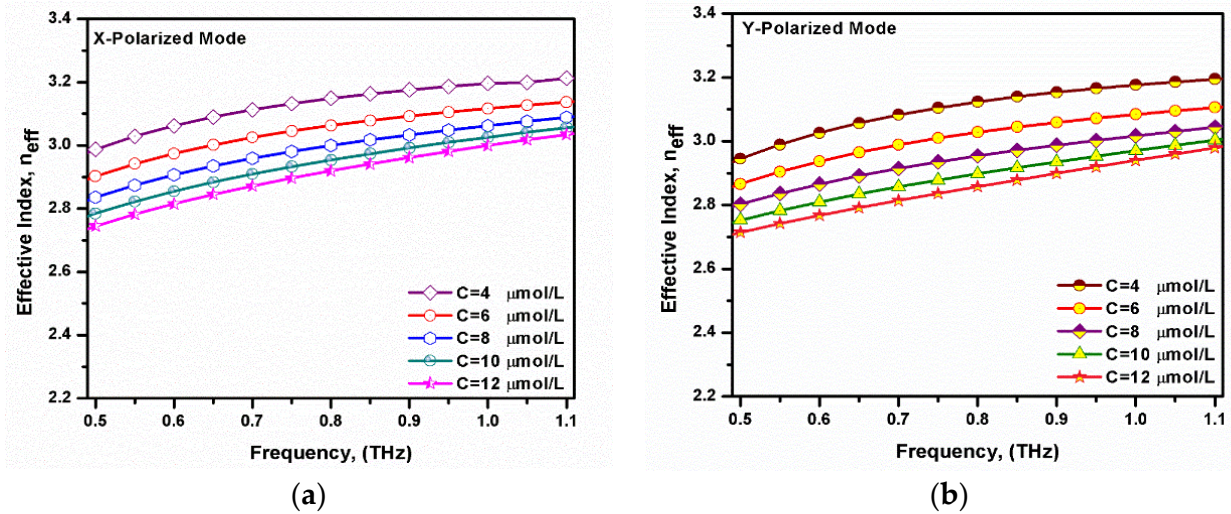 X-Polarized Mode
Effective Index, neff
3.4
3.2
3.0
2.8
2.6
2.4
2.2
C=4 μmol/L
C=6 μmol/L
C=8 μmol/L
C=10 μmol/L
C=12 μmol/L
0.5 0.6 0.7 0.8 0.9 1.0 1.1
Frequency, (THz)
(a)
Y-Polarized Mode
Effective Index, neff
3.4
3.2
3.0
2.8
2.6
2.4
2.2
C=4 μmol/L
C=6 μmol/L
C=8 μmol/L
C=10 μmol/L
C=12 μmol/L
0.5 0.6 0.7 0.8 0.9 1.0 1.1
Frequency, (THz)
(b)